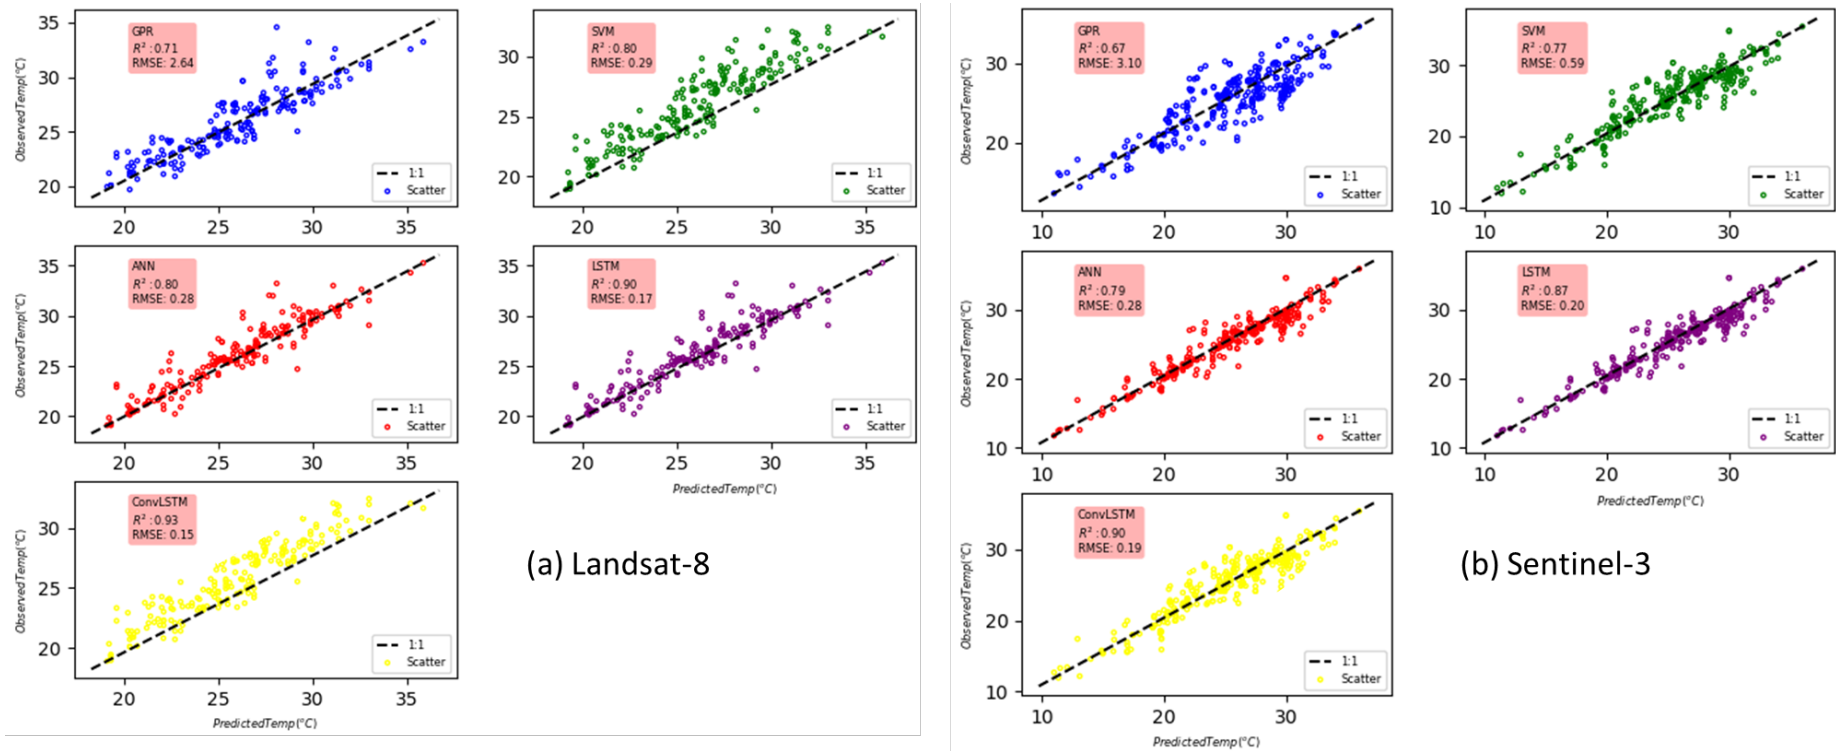 GPR
R² : 0.71
RMSE: 2.64
ObservedTemp(°C)
35
30
25
20
1:1
Scatter
20
25
30
35
SVM
R² : 0.80
RMSE: 0.29
30
25
20
1:1
Scatter
20
25
30
35
ANN
R² : 0.80
RMSE: 0.28
ObservedTemp(°C)
35
30
25
20
1:1
Scatter
20
25
30
35
LSTM
R² : 0.90
RMSE: 0.17
35
30
25
20
1:1
Scatter
20
25
30
35
PredictedTemp(°C)
ConvLSTM
R² : 0.93
RMSE: 0.15
ObservedTemp(°C)
30
25
20
1:1
Scatter
20
25
30
35
PredictedTemp(°C)
(a) Landsat-8
GPR
R² : 0.67
RMSE: 3.10
ObservedTemp(°C)
30
20
1:1
Scatter
10
20
30
SVM
R² : 0.77
RMSE: 0.59
30
20
10
1:1
Scatter
10
20
30
ANN
R² : 0.79
RMSE: 0.28
ObservedTemp(°C)
30
20
10
1:1
Scatter
10
20
30
LSTM
R² : 0.87
RMSE: 0.20
30
20
10
1:1
Scatter
10
20
30
PredictedTemp(°C)
ConvLSTM
R² : 0.90
RMSE: 0.19
ObservedTemp(°C)
30
20
10
1:1
Scatter
10
20
30
PredictedTemp(°C)
(b) Sentinel-3